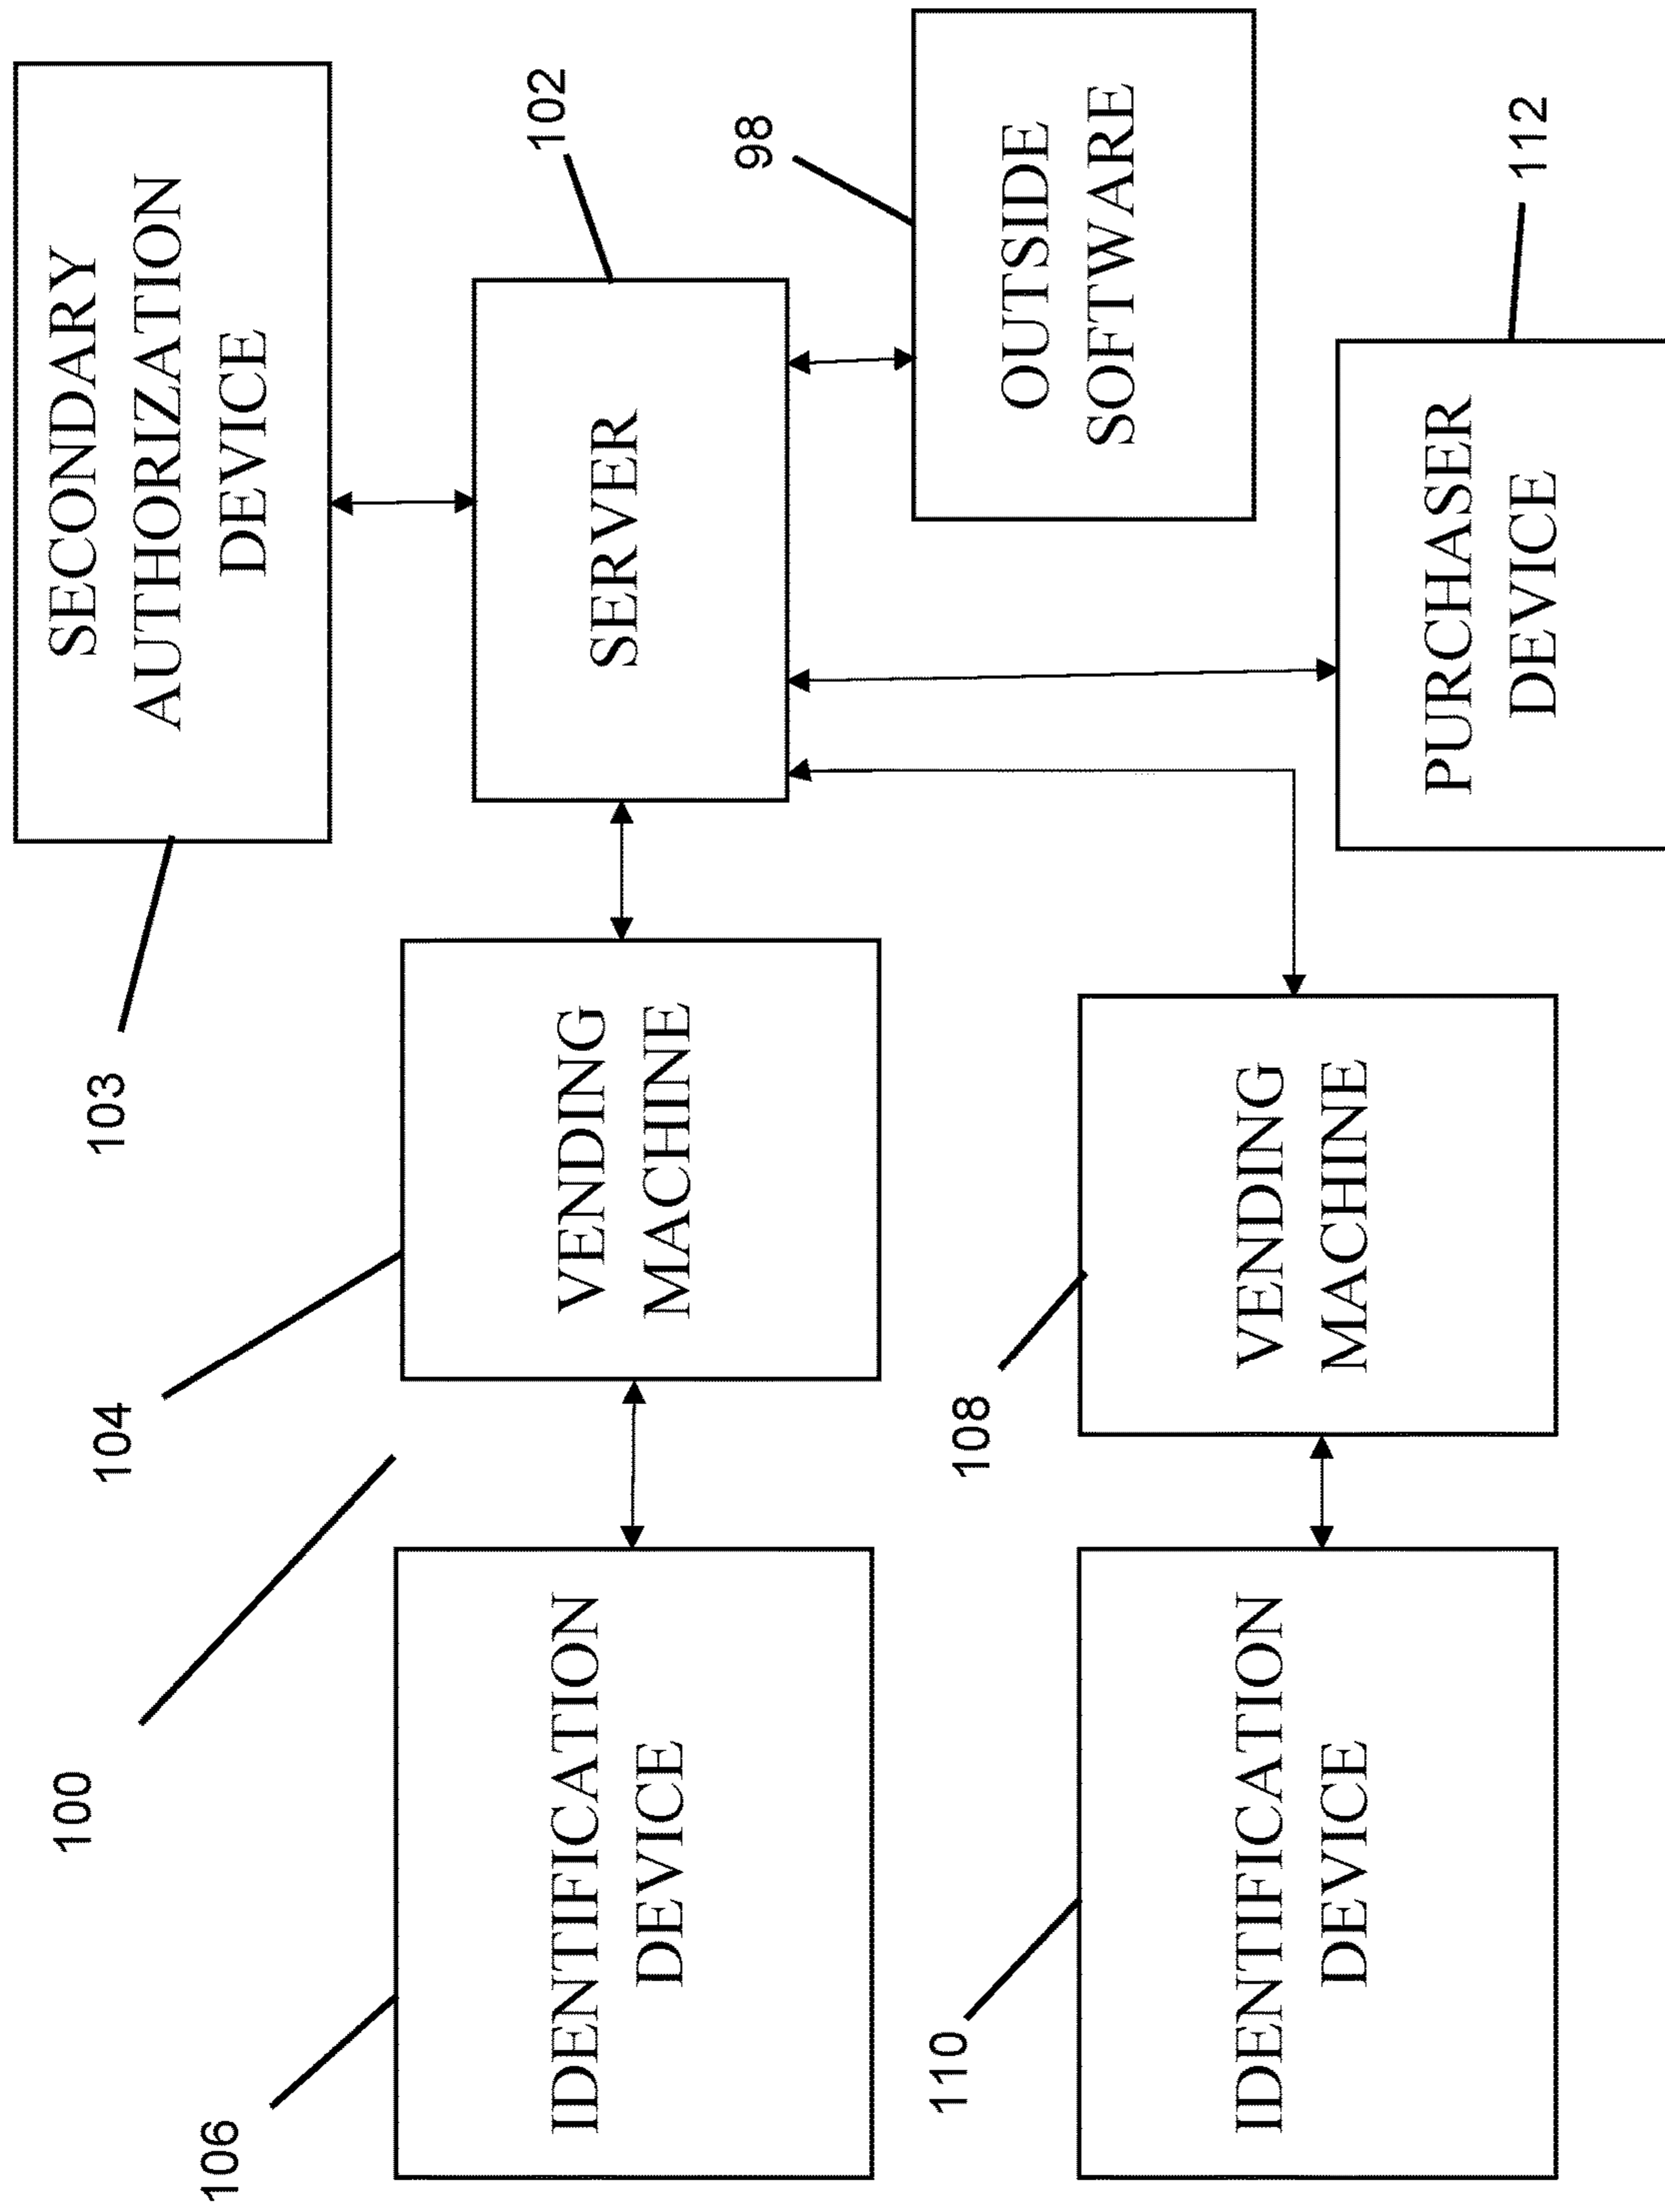 SECONDARY
AUTHORIZATION
DEVICE
103
SERVER
102
OUTSIDE
SOFTWARE
98
PURCHASER
DEVICE
112
VENDING
MACHINE
104
VENDING
MACHINE
108
100
IDENTIFICATION
DEVICE
106
IDENTIFICATION
DEVICE
110